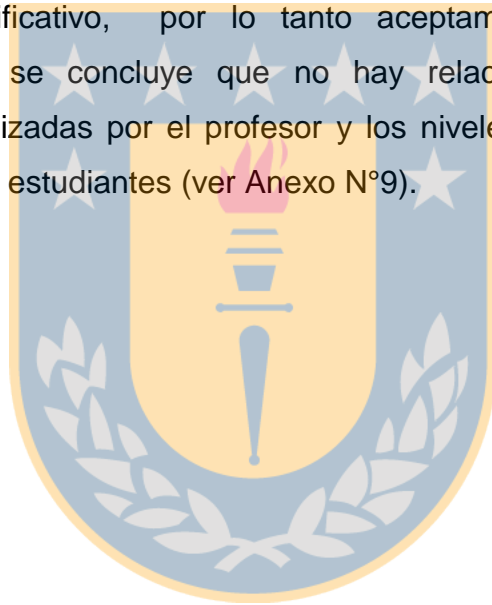 ificativo, por lo tanto aceptam
se concluye que no hay relac
izadas por el profesor y los nivele
estudiantes (ver Anexo N°9).